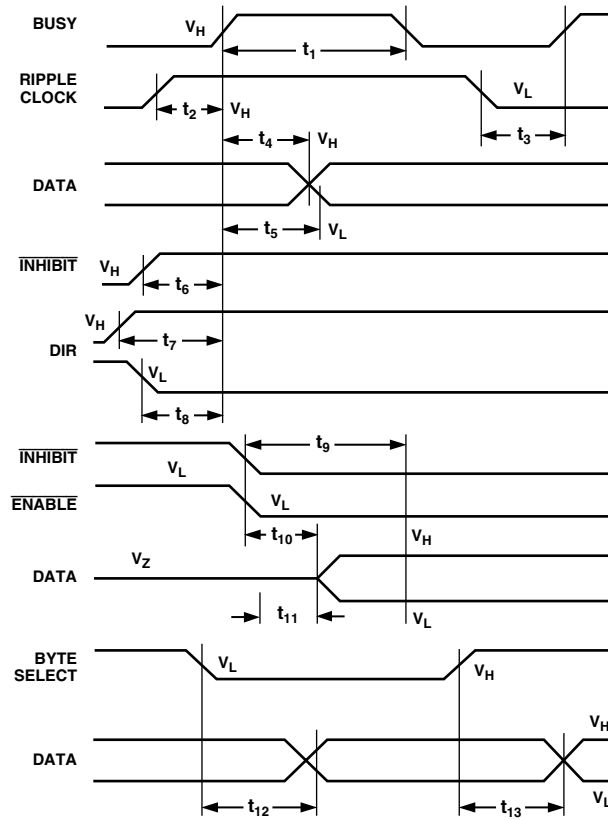 BUSY
V_H
t_1
RIPPLE
CLOCK
t_2
V_H
V_L
t_3
t_4
V_H
DATA
t_5
V_L
INHIBIT
V_H
t_6
V_H
DIR
t_7
V_L
t_8
INHIBIT
t_9
V_L
ENABLE
V_L
t_10
V_H
V_Z
DATA
t_11
V_L
BYTE
SELECT
V_L
V_H
DATA
V_H
V_L
t_12
t_13